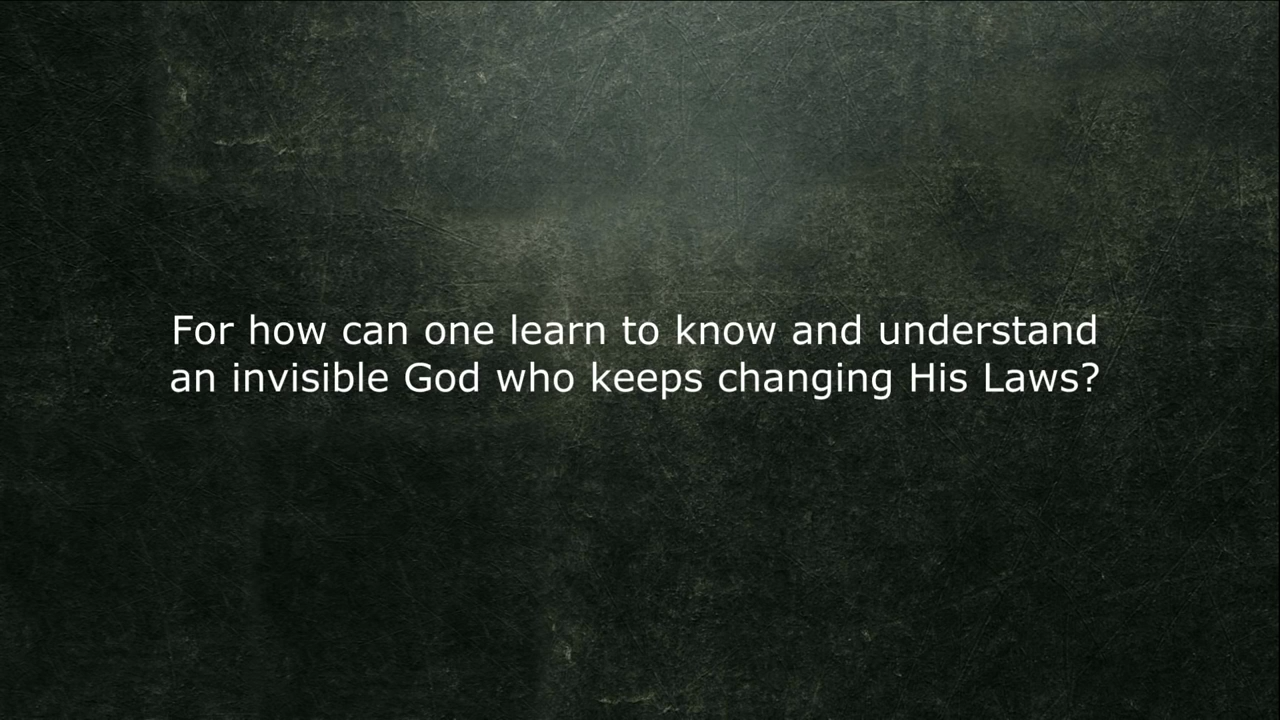 For how can one learn to know and understand
an invisible God who keeps changing His Laws?